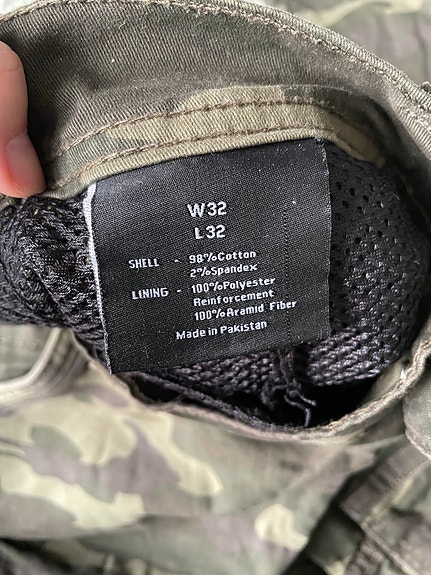 W32
L32
SHELL - 98%Cotton
2%Spandex
LINING - 100%Polyester
Reinforcement
100%Aramid Fiber
Made in Pakistan